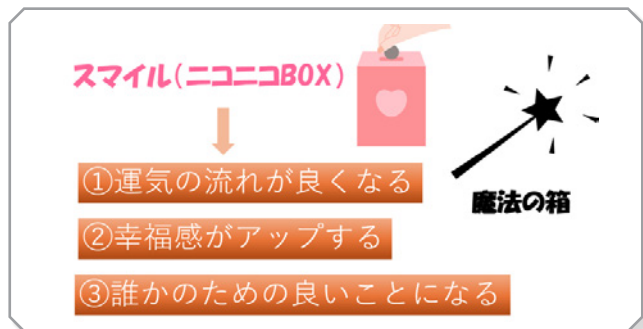 スマイル(ニコニコBOX)
①運気の流れが良くなる
魔法の箱
②幸福感がアップする
③誰かのための良いことになる